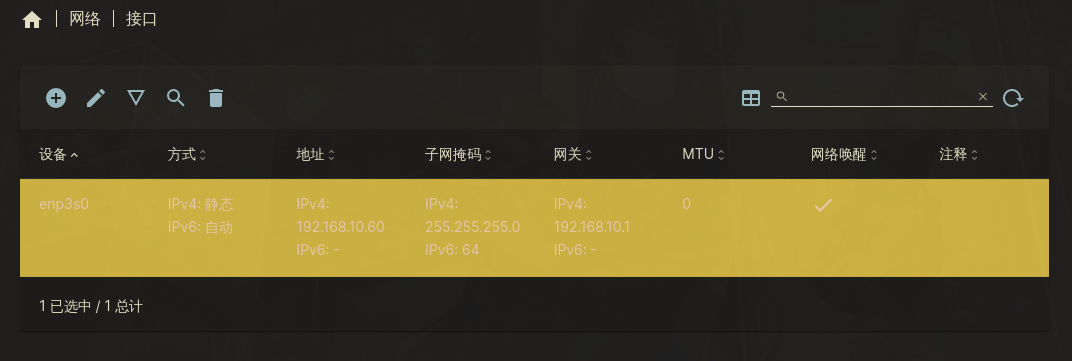 网络 接口
设备 方式 地址 子网掩码 网关 MTU 网络唤醒 注释
enp3s0 IPv4: 静态 IPv4: IPv4: IPv4: 0
IPv6: 自动 192.168.10.60 255.255.255.0 192.168.10.1
IPv6: - IPv6: 64 IPv6: -
1 已选中 / 1 总计